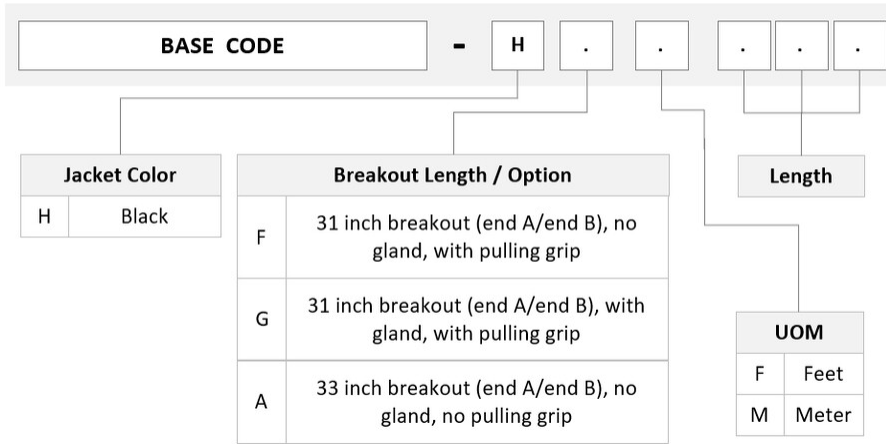 BASE CODE - H . . . . .
Jacket Color
H Black
Breakout Length / Option
F 31 inch breakout (end A/end B), no
gland, with pulling grip
G 31 inch breakout (end A/end B), with
gland, with pulling grip
A 33 inch breakout (end A/end B), no
gland, no pulling grip
Length
UOM
F Feet
M Meter